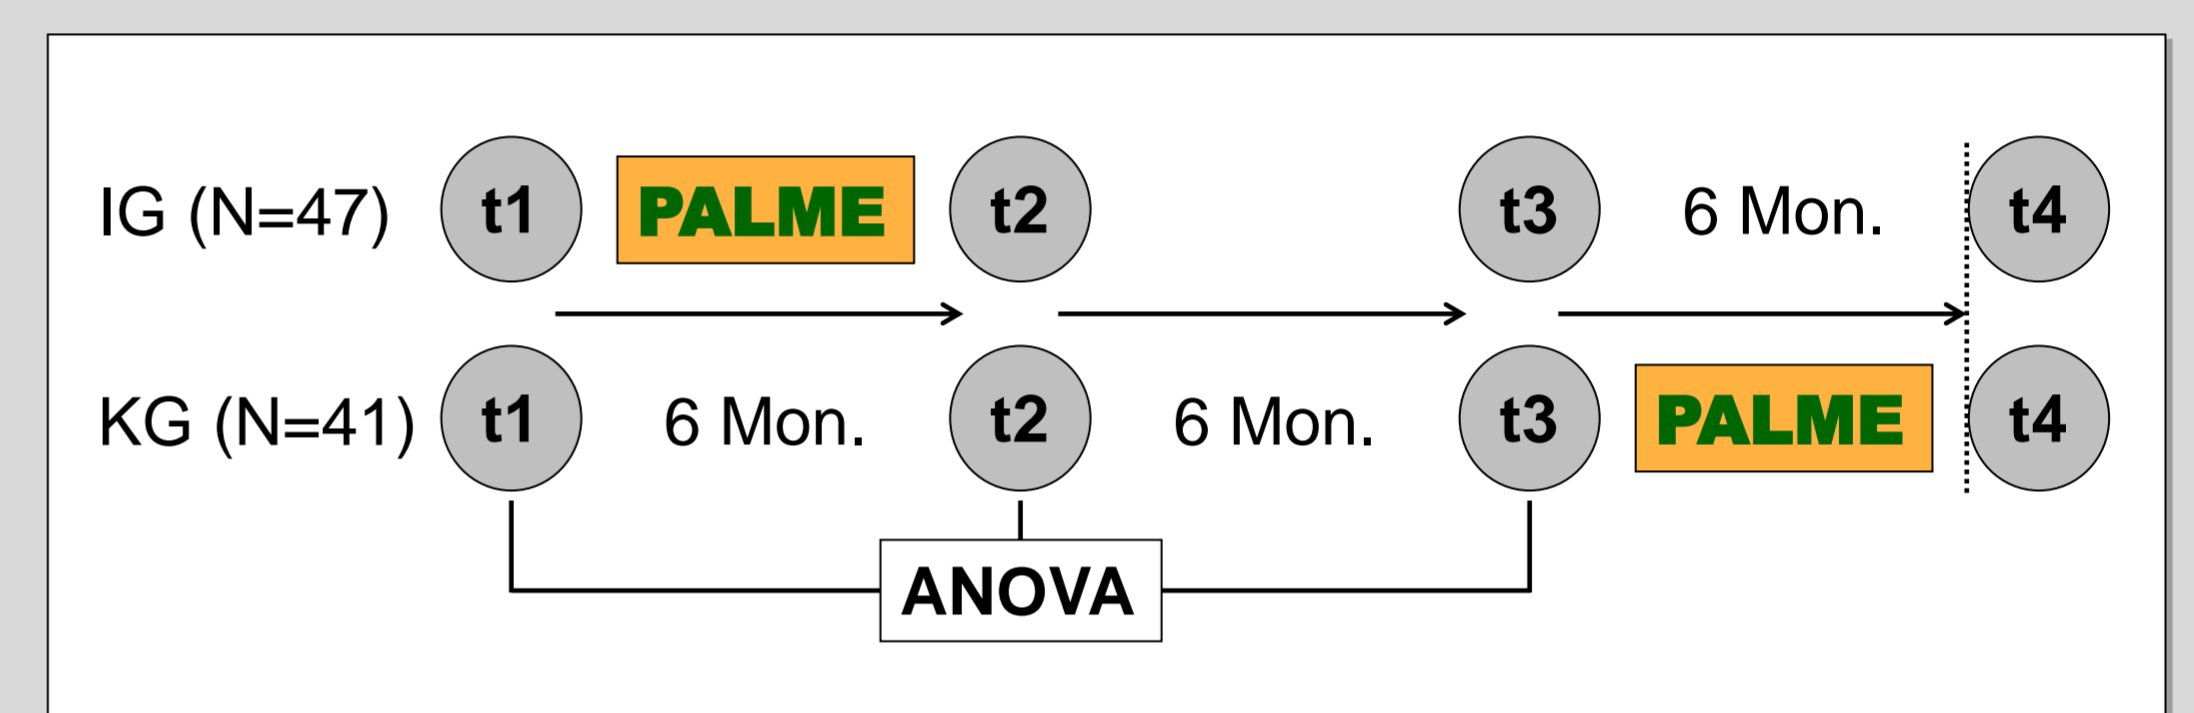 IG (N=47) t1 PALME t2 t3 6 Mon. t4
KG (N=41) t1 6 Mon. t2 6 Mon. t3 PALME t4
ANOVA